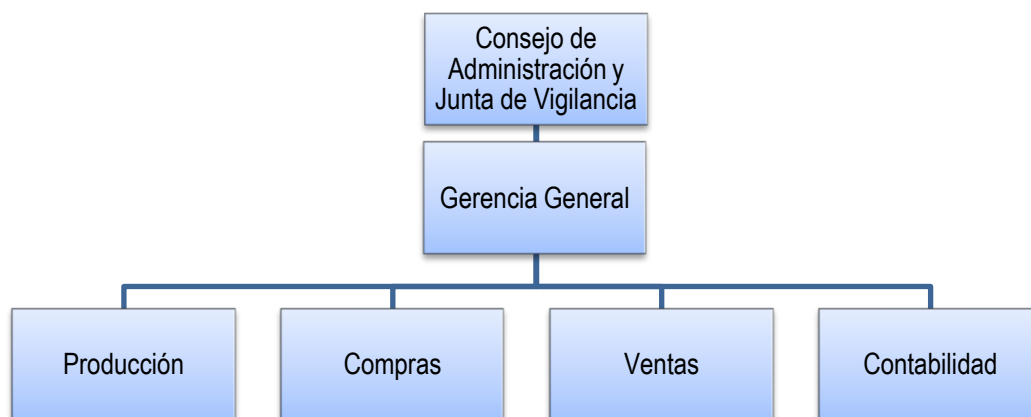 Consejo de
Administración y
Junta de Vigilancia
Gerencia General
Producción
Compras
Ventas
Contabilidad